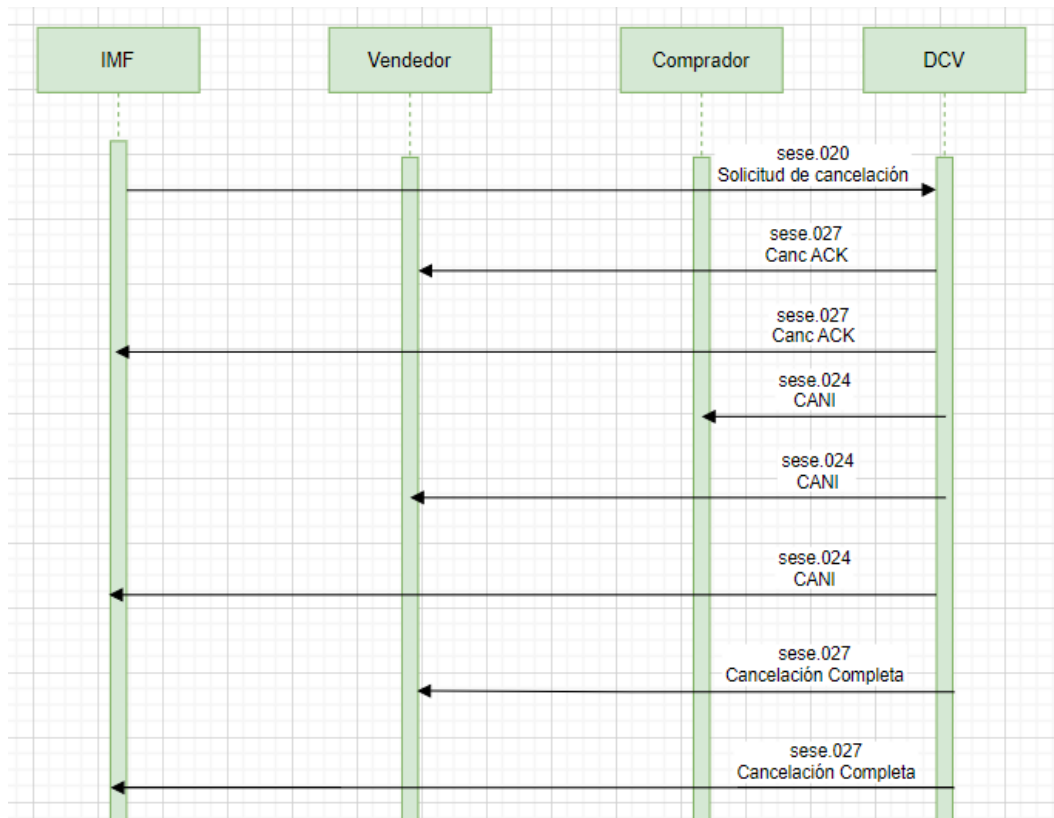 IMF
Vendedor
Comprador
DCV
sese.020
Solicitud de cancelación
sese.027
Canc ACK
sese.027
Canc ACK
sese.024
CANI
sese.024
CANI
sese.024
CANI
sese.027
Cancelación Completa
sese.027
Cancelación Completa